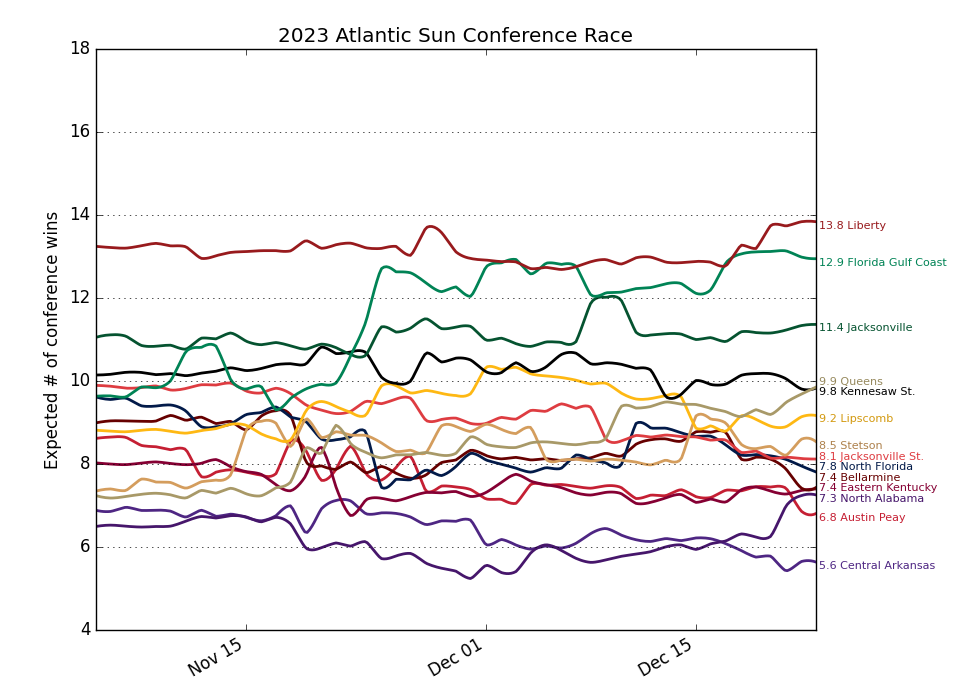 2023 Atlantic Sun Conference Race
Expected # of conference wins
18
16
14
12
10
8
6
4
Nov 15
Dec 01
Dec 15
13.8 Liberty
12.9 Florida Gulf Coast
11.4 Jacksonville
9.9 Queens
9.8 Kennesaw St.
9.2 Lipscomb
8.5 Stetson
8.1 Jacksonville St.
7.8 North Florida
7.4 Bellarmine
7.4 Eastern Kentucky
7.3 North Alabama
6.8 Austin Peay
5.6 Central Arkansas